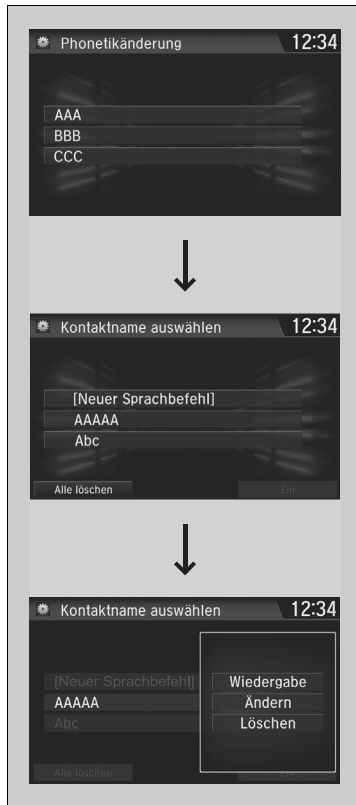 Phonetikänderung 12:34
AAA
BBB
CCC
Kontaktname auswählen 12:34
[Neuer Sprachbefehl]
AAAAA
Abc
Alle löschen Ein
Kontaktname auswählen 12:34
[Neuer Sprachbefehl]
AAAAA
Abc
Wiedergabe
Ändern
Löschen
Alle löschen Ein